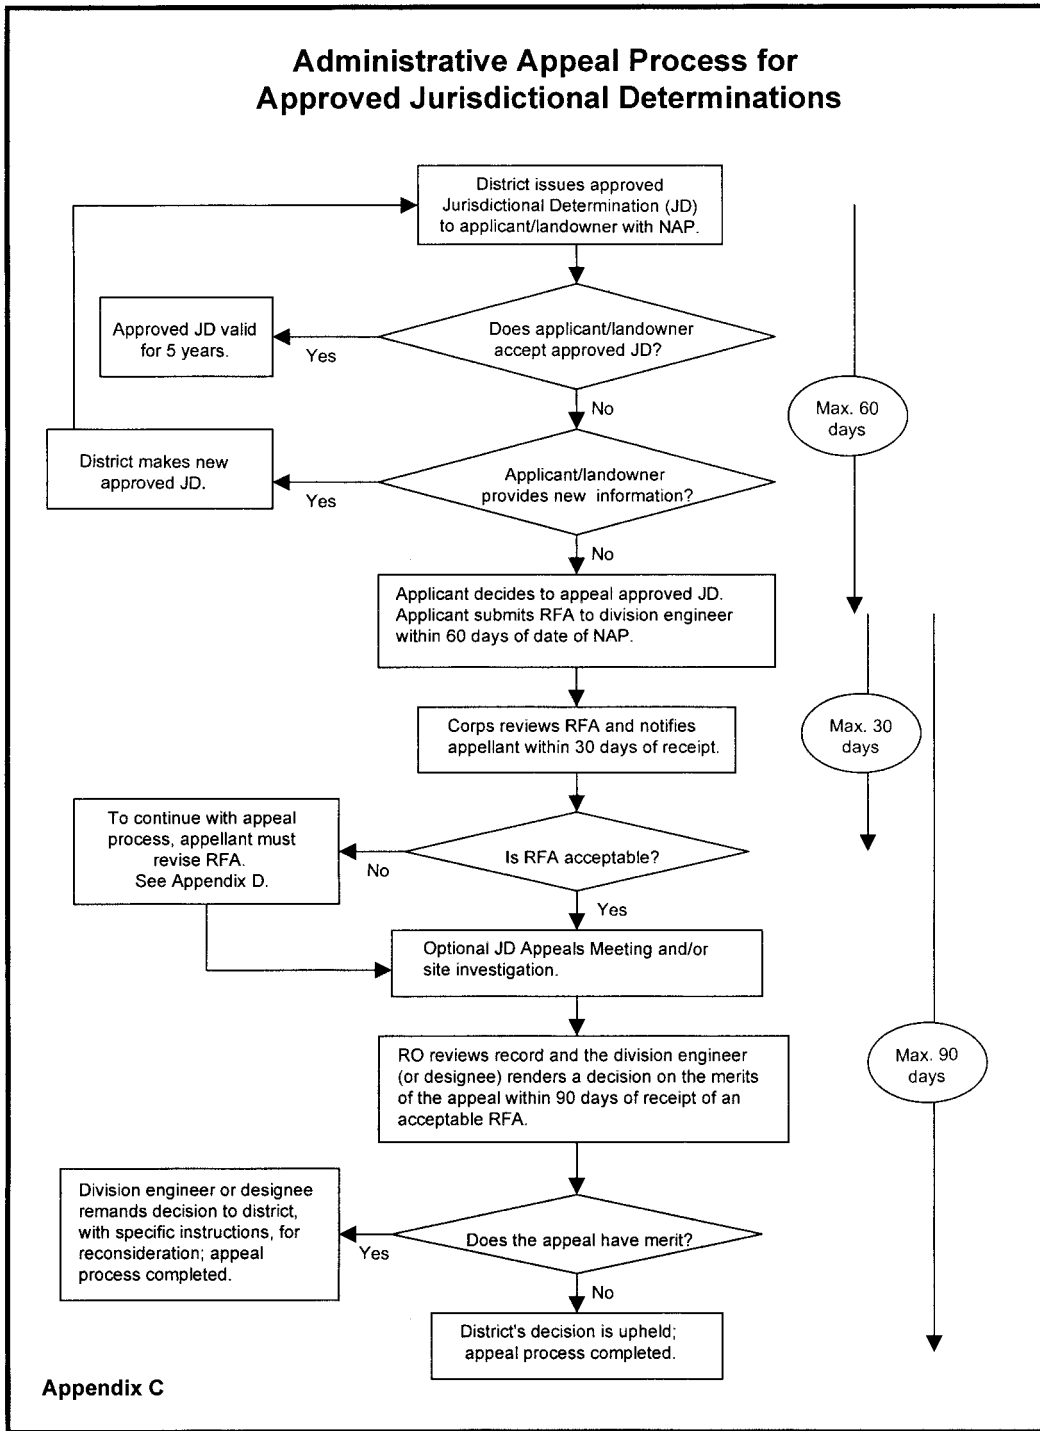 Administrative Appeal Process for
Approved Jurisdictional Determinations
District issues approved
Jurisdictional Determination (JD)
to applicant/landowner with NAP.
Does applicant/landowner
accept approved JD?
Yes
Approved JD valid
for 5 years.
No
Max. 60
days
Applicant/landowner
provides new information?
Yes
District makes new
approved JD.
No
Applicant decides to appeal approved JD.
Applicant submits RFA to division engineer
within 60 days of date of NAP.
Corps reviews RFA and notifies
appellant within 30 days of receipt.
Max. 30
days
Is RFA acceptable?
No
To continue with appeal
process, appellant must
revise RFA.
See Appendix D.
Yes
Optional JD Appeals Meeting and/or
site investigation.
RO reviews record and the division engineer
(or designee) renders a decision on the merits
of the appeal within 90 days of receipt of an
acceptable RFA.
Max. 90
days
Does the appeal have merit?
Yes
Division engineer or designee
remands decision to district,
with specific instructions, for
reconsideration; appeal
process completed.
No
District's decision is upheld;
appeal process completed.
Appendix C